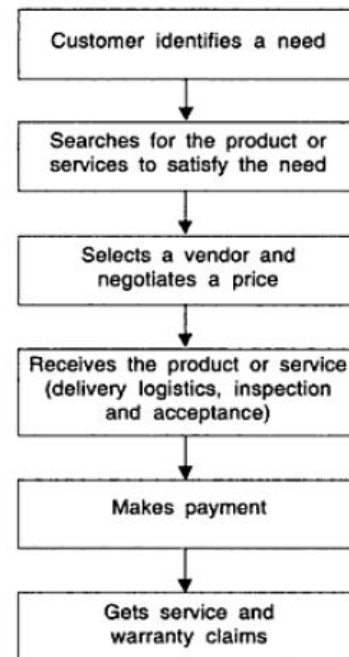 Customer identifies a need
Searches for the product or
services to satisfy the need
Selects a vendor and
negotiates a price
Receives the product or service
(delivery logistics, inspection
and acceptance)
Makes payment
Gets service and
warranty claims